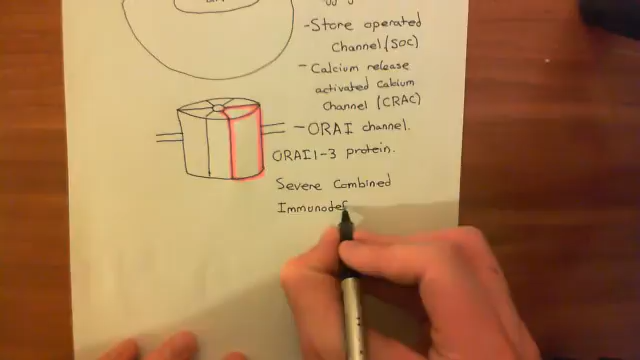 - Store operated
Channel (SOC)
- Calcium release
activated Calcium
Channel (CRAC)
- ORAI channel.
ORAI1-3 protein.
Severe Combined
Immunodef